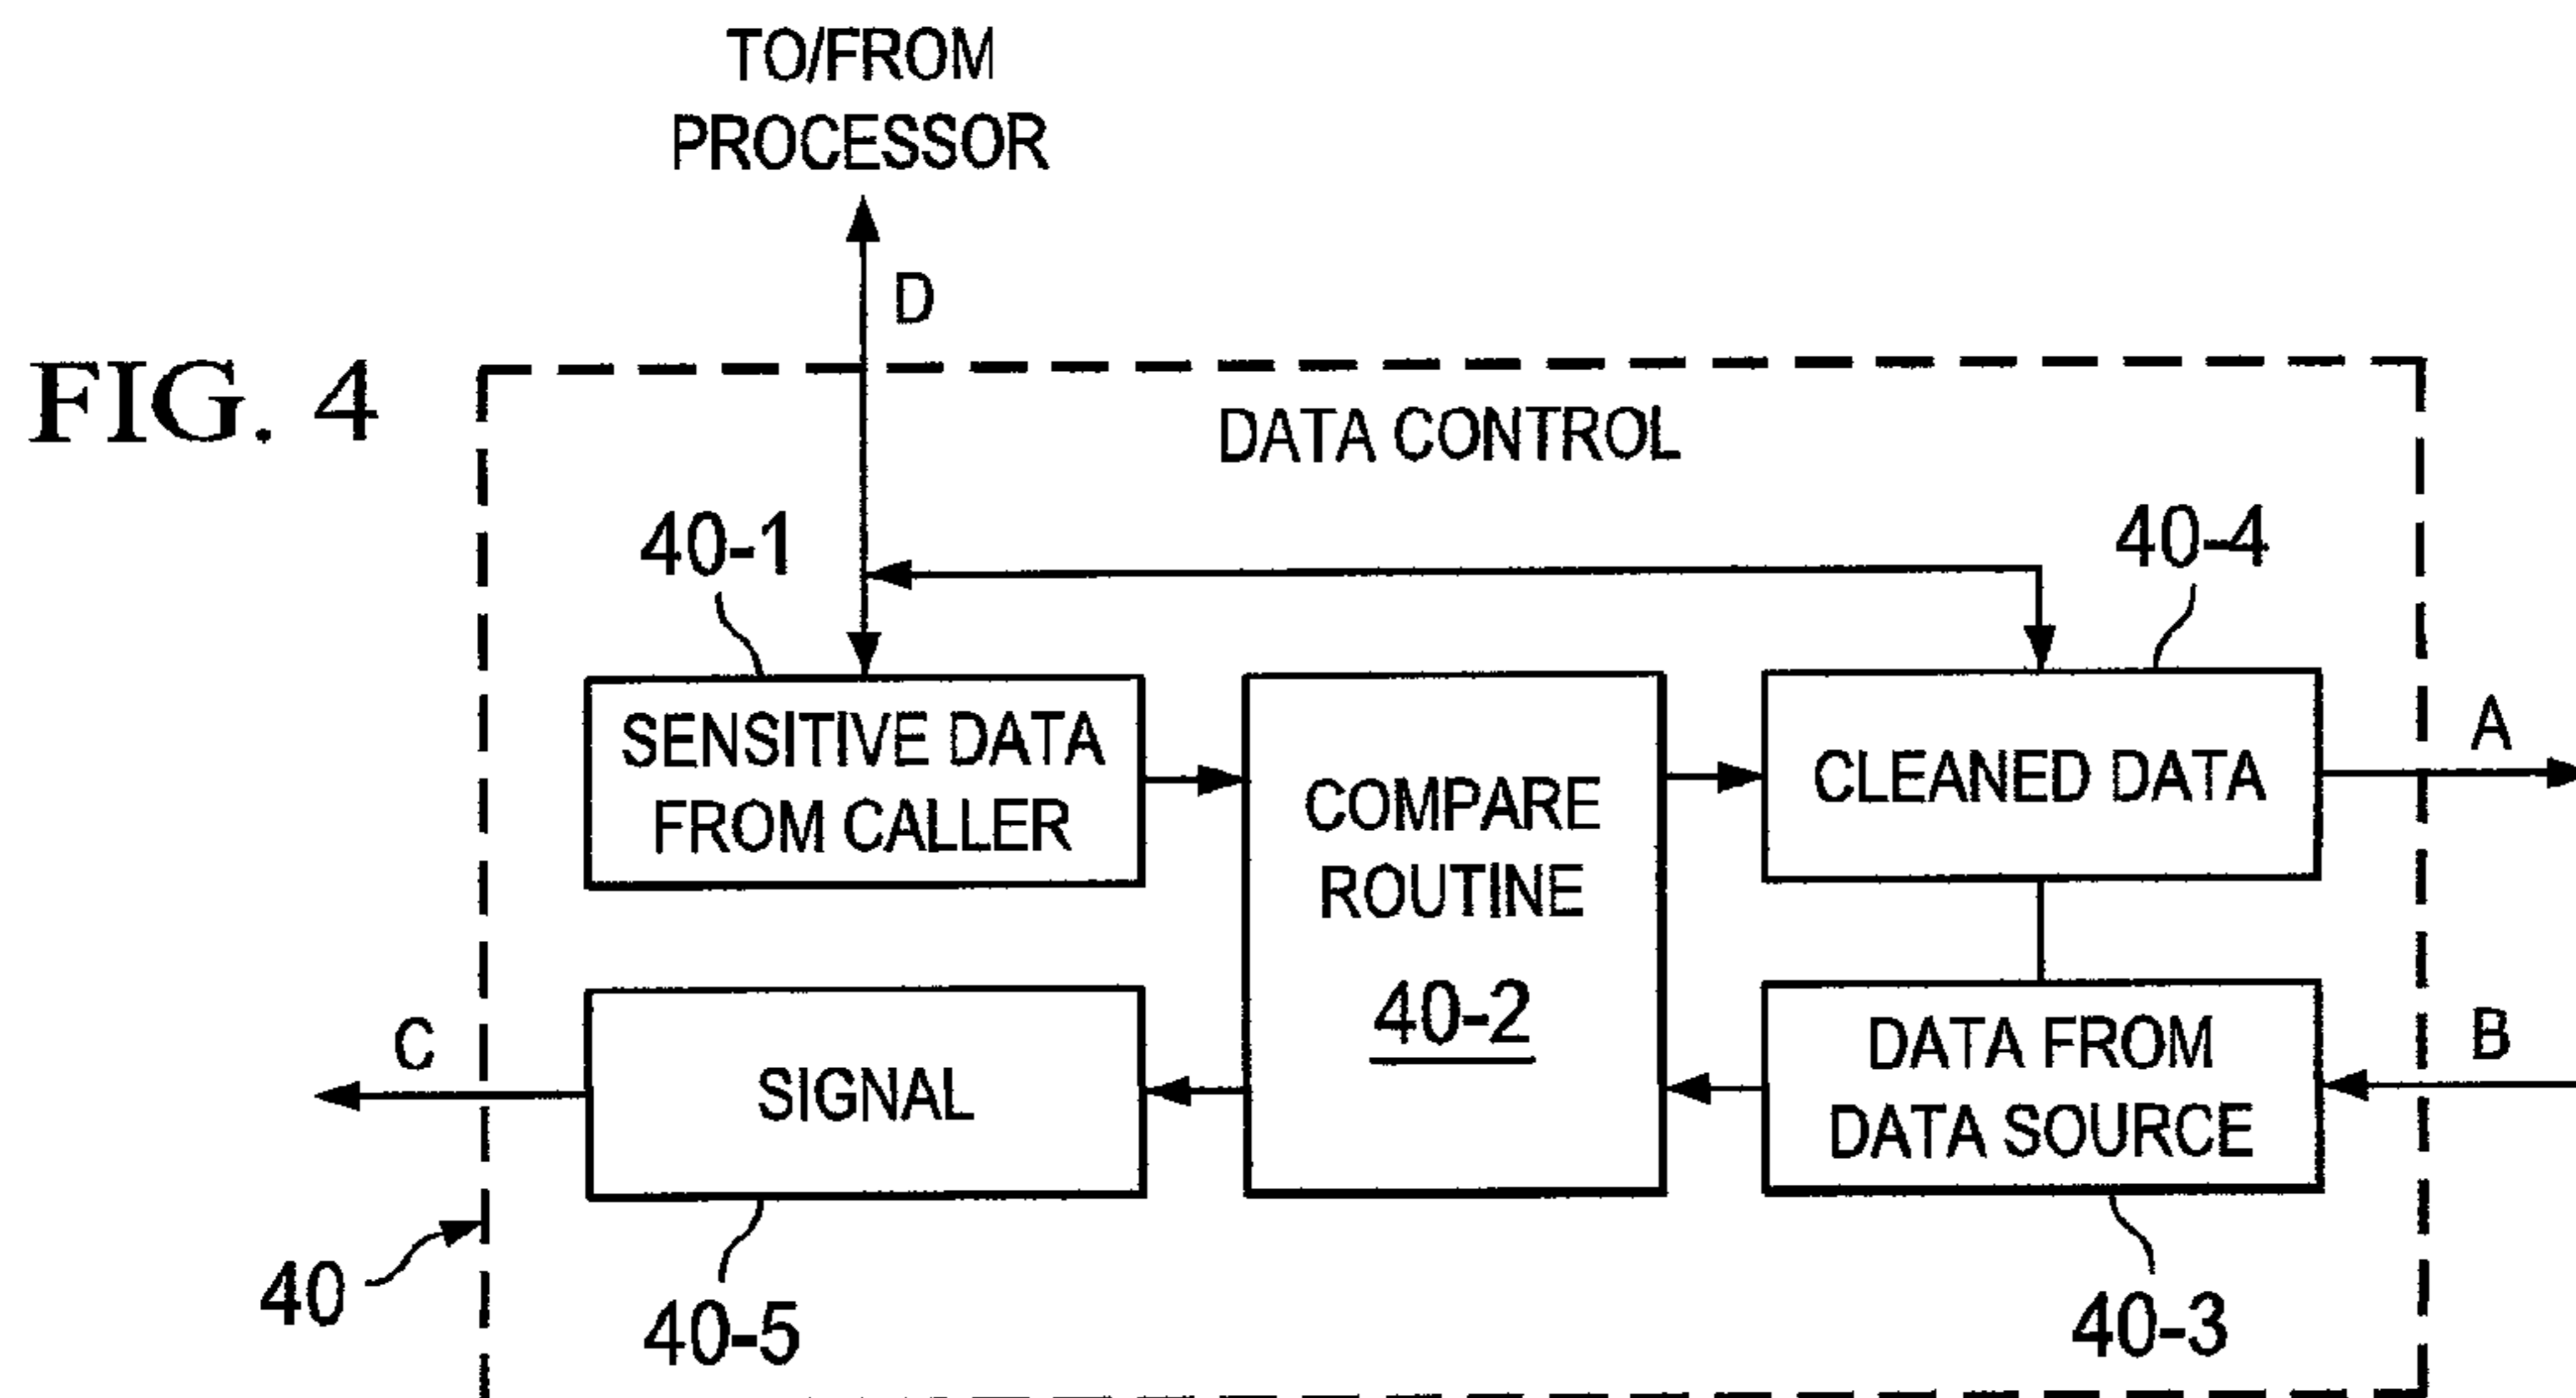 TO/FROM
PROCESSOR
D
FIG. 4
DATA CONTROL
40-1
40-4
SENSITIVE DATA
FROM CALLER
COMPARE
ROUTINE
40-2
CLEANED DATA
A
C
SIGNAL
DATA FROM
DATA SOURCE
B
40
40-5
40-3